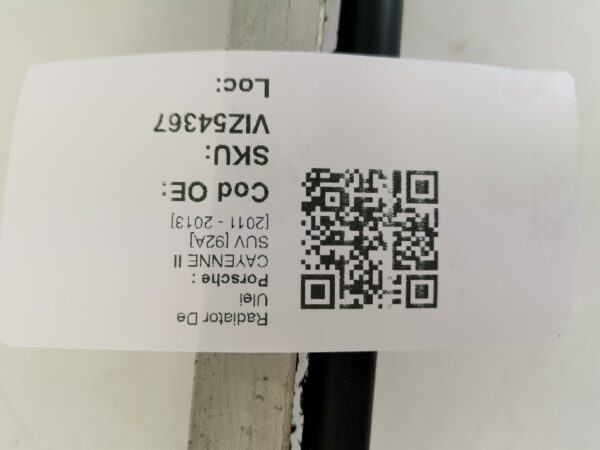 Radiator De
Ulei
Porsche :
CAYENNE II
SUV [92A]
[2011 - 2013]
Cod OE:
SKU:
VIZ54367
Loc: